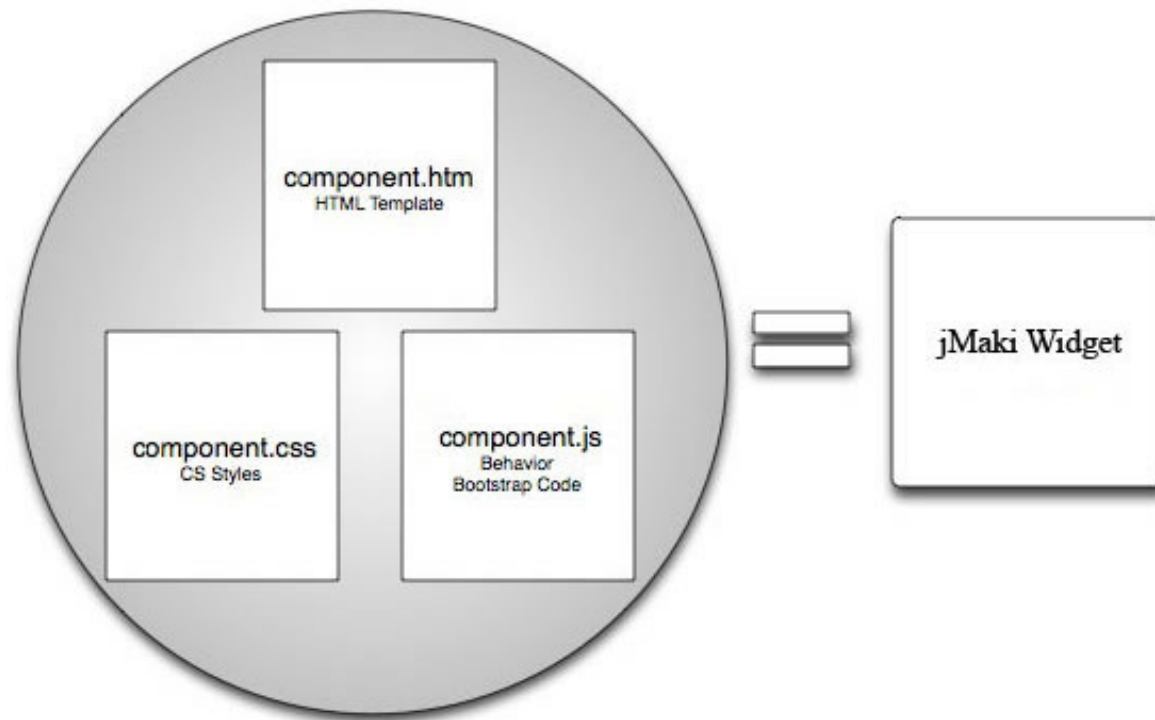 component.htm
HTML Template
component.css
CS Styles
component.js
Behavior
Bootstrap Code
jMaki Widget